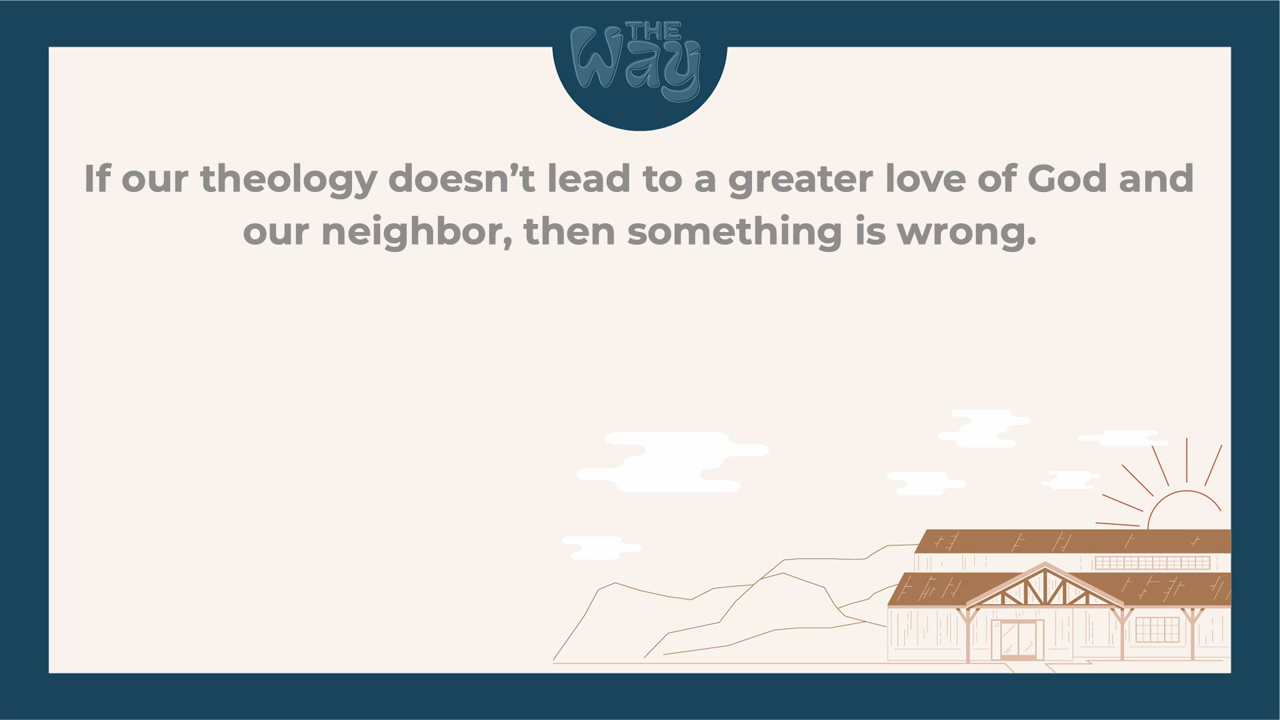 THE
Way
If our theology doesn’t lead to a greater love of God and
our neighbor, then something is wrong.